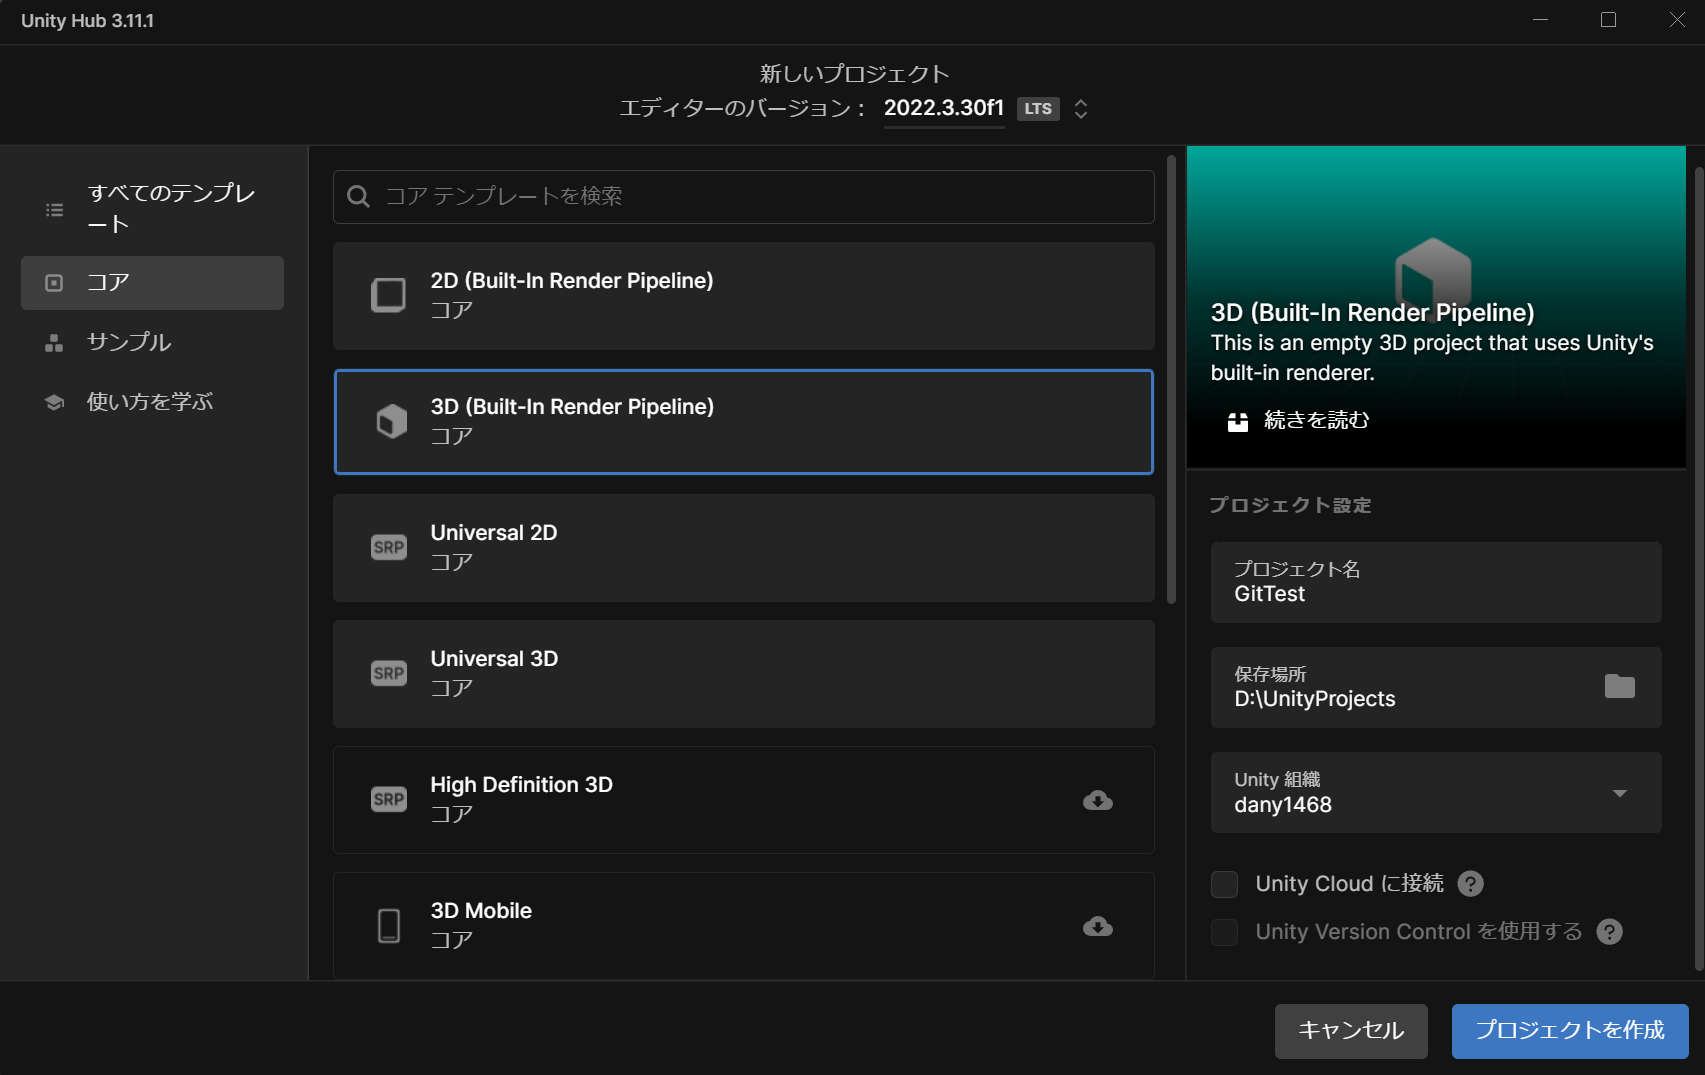 Unity Hub 3.11.1
新しいプロジェクト
エディターのバージョン： 2022.3.30f1 LTS
すべてのテンプレ
ート
コア
サンプル
使い方を学ぶ
コア テンプレートを検索
2D (Built-In Render Pipeline)
コア
3D (Built-In Render Pipeline)
コア
SRP
Universal 2D
コア
SRP
Universal 3D
コア
SRP
High Definition 3D
コア
3D Mobile
コア
3D (Built-In Render Pipeline)
This is an empty 3D project that uses Unity's
built-in renderer.
続きを読む
プロジェクト設定
プロジェクト名
GitTest
保存場所
D:\UnityProjects
Unity 組織
dany1468
Unity Cloud に接続 ?
Unity Version Control を使用する ?
キャンセル
プロジェクトを作成